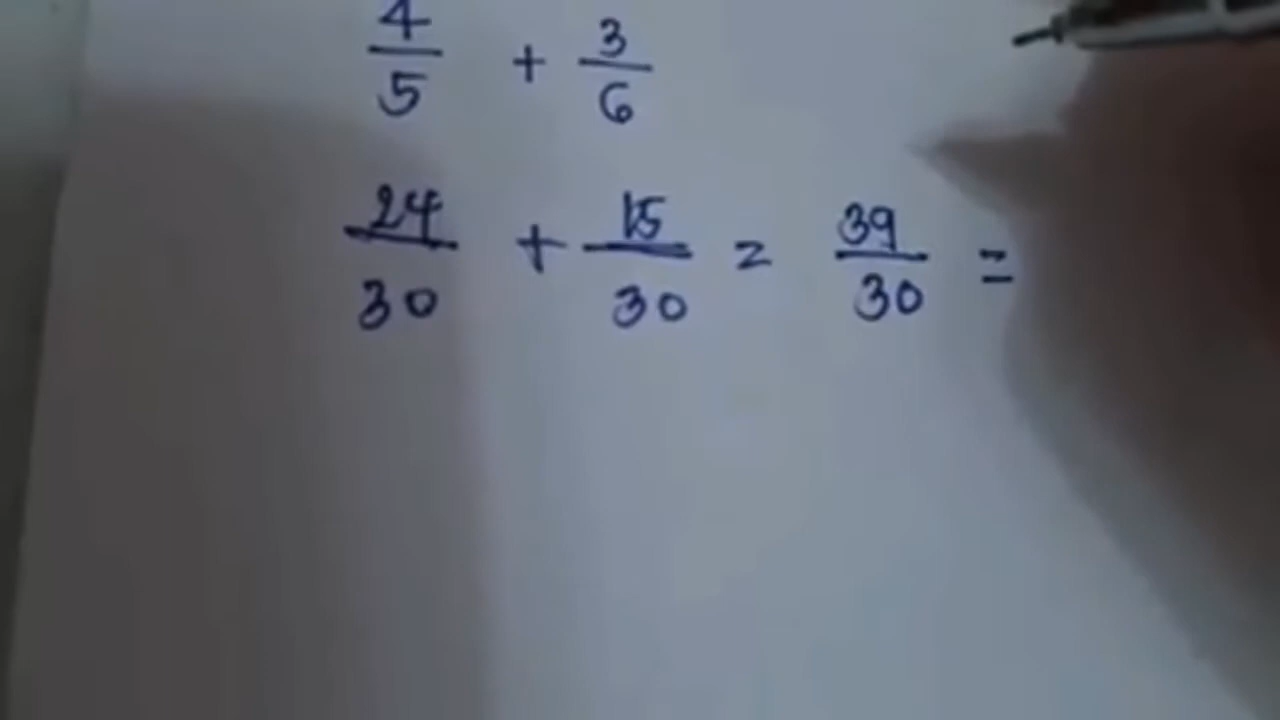 4/5 + 3/6
24/30 + 15/30 = 39/30 =